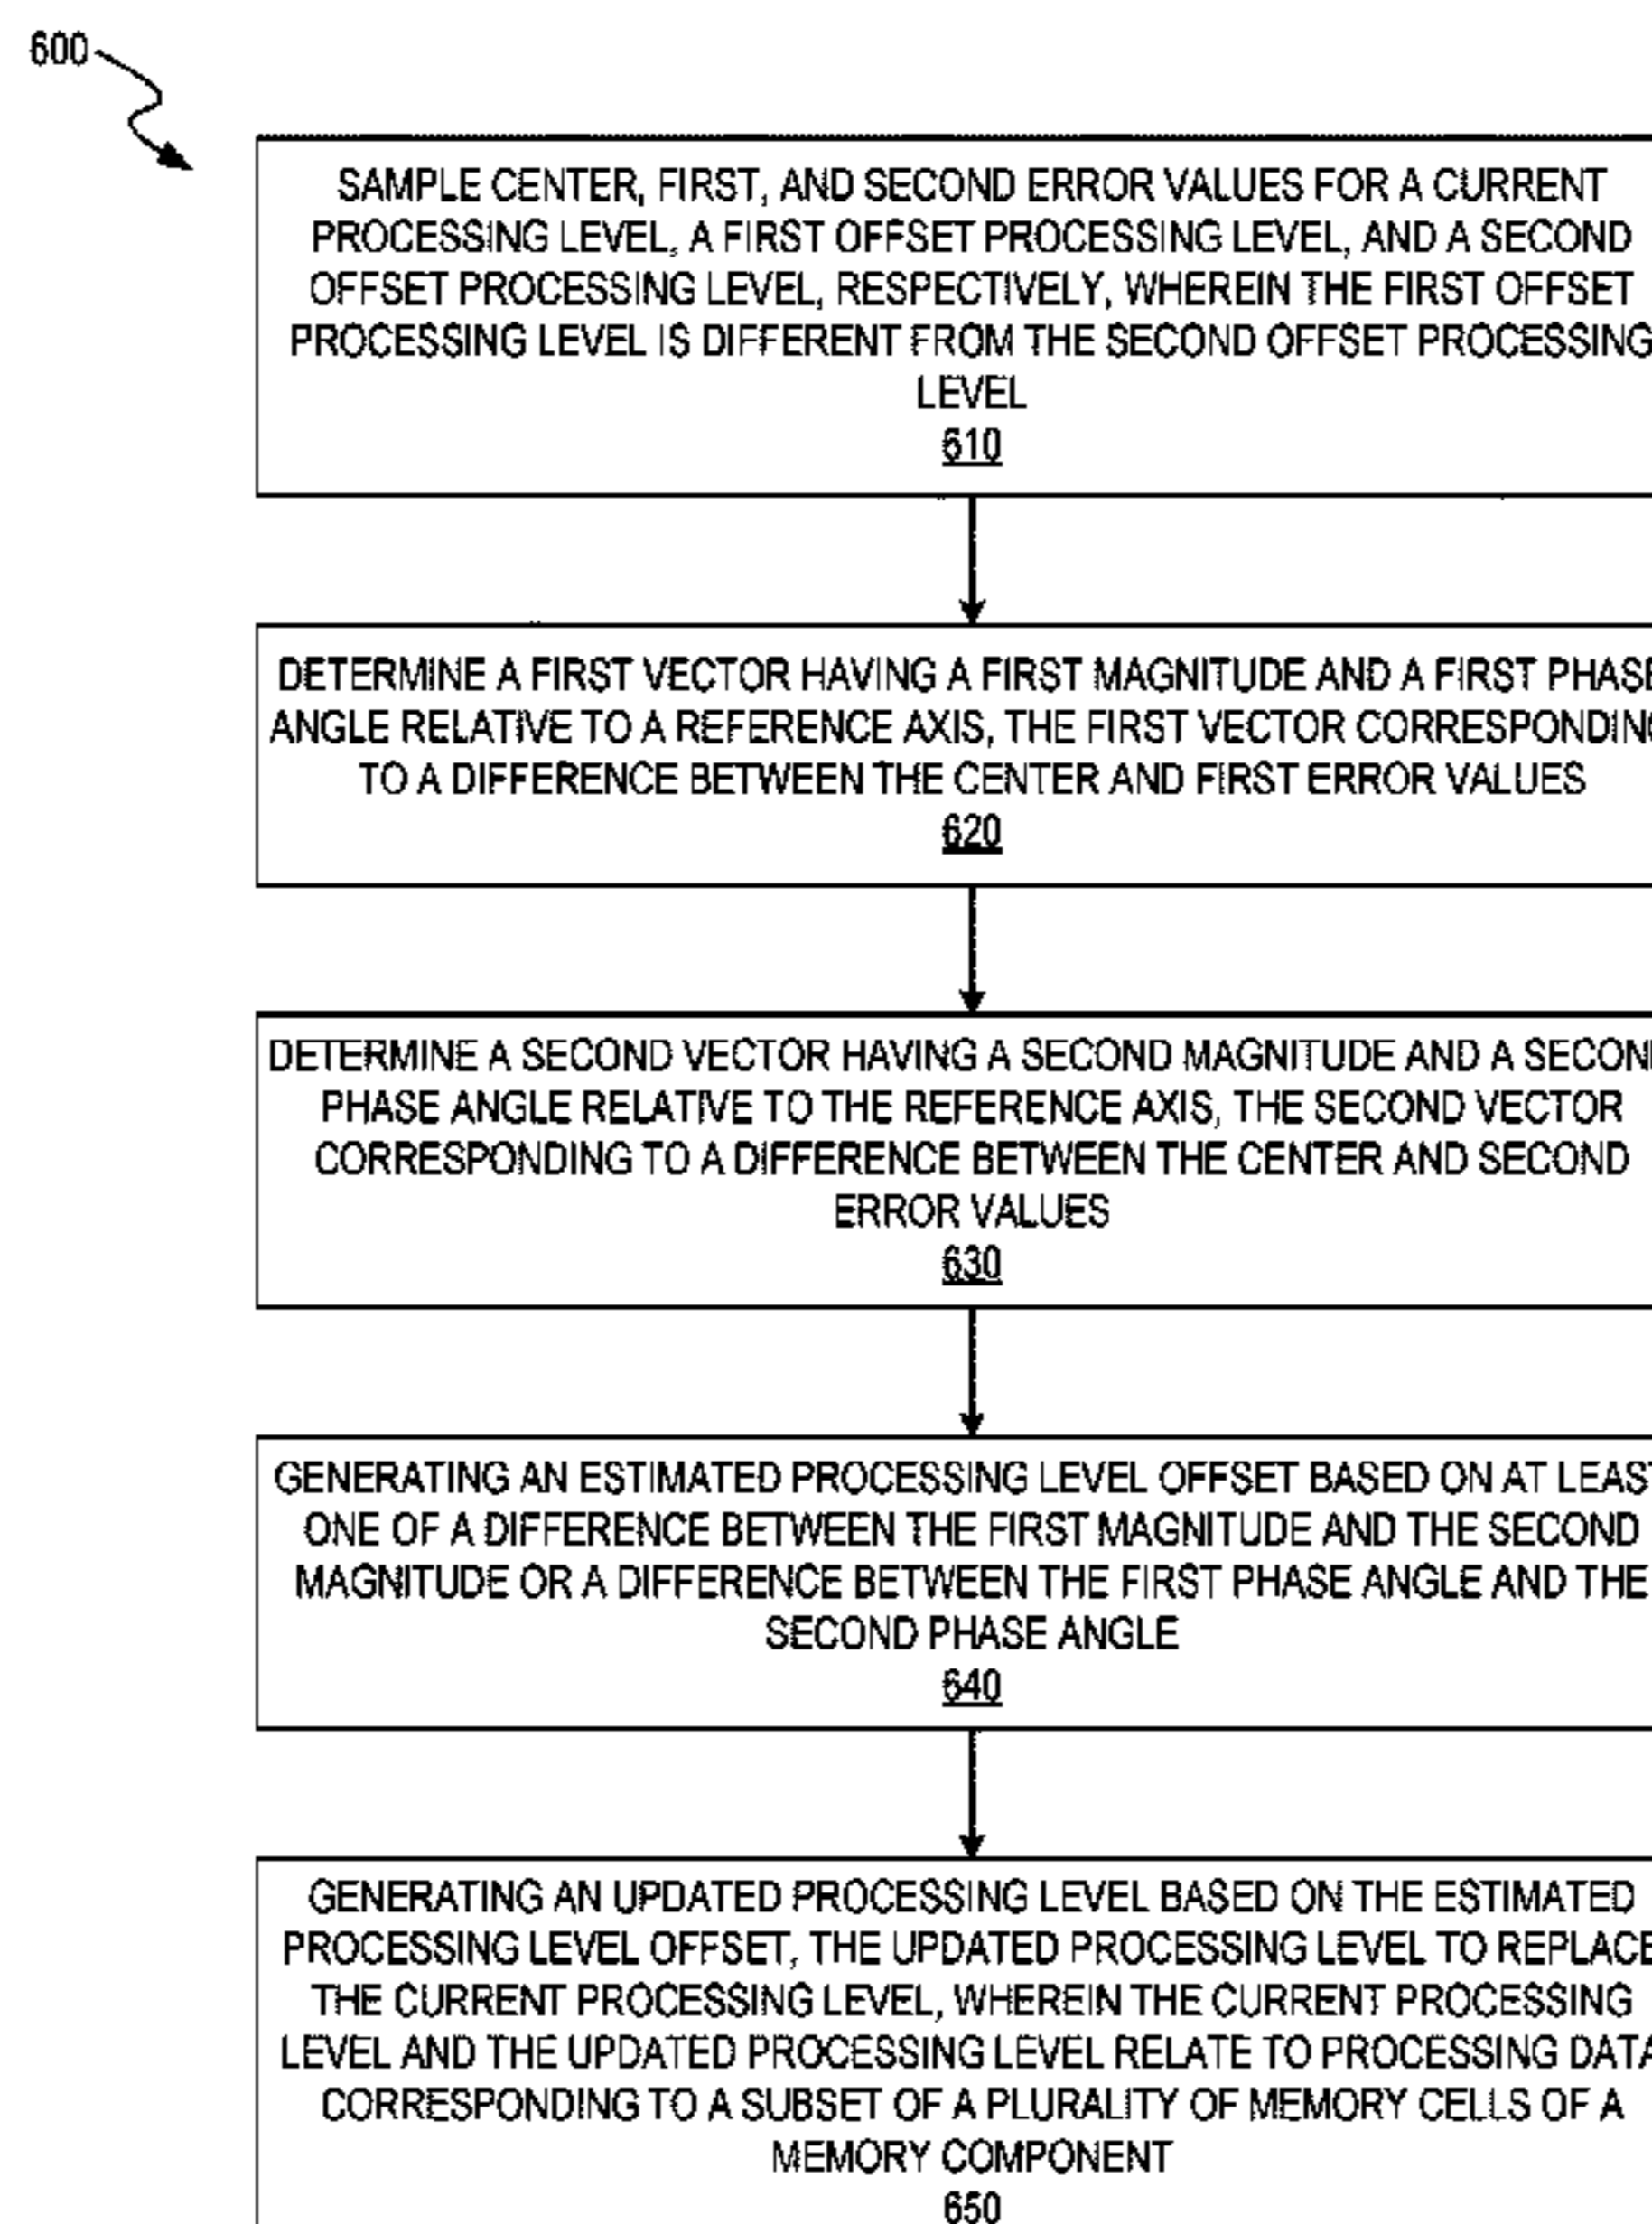 600
SAMPLE CENTER, FIRST, AND SECOND ERROR VALUES FOR A CURRENT
PROCESSING LEVEL, A FIRST OFFSET PROCESSING LEVEL, AND A SECOND
OFFSET PROCESSING LEVEL, RESPECTIVELY, WHEREIN THE FIRST OFFSET
PROCESSING LEVEL IS DIFFERENT FROM THE SECOND OFFSET PROCESSING
LEVEL
610
DETERMINE A FIRST VECTOR HAVING A FIRST MAGNITUDE AND A FIRST PHASE
ANGLE RELATIVE TO A REFERENCE AXIS, THE FIRST VECTOR CORRESPONDING
TO A DIFFERENCE BETWEEN THE CENTER AND FIRST ERROR VALUES
620
DETERMINE A SECOND VECTOR HAVING A SECOND MAGNITUDE AND A SECOND
PHASE ANGLE RELATIVE TO THE REFERENCE AXIS, THE SECOND VECTOR
CORRESPONDING TO A DIFFERENCE BETWEEN THE CENTER AND SECOND
ERROR VALUES
630
GENERATING AN ESTIMATED PROCESSING LEVEL OFFSET BASED ON AT LEAST
ONE OF A DIFFERENCE BETWEEN THE FIRST MAGNITUDE AND THE SECOND
MAGNITUDE OR A DIFFERENCE BETWEEN THE FIRST PHASE ANGLE AND THE
SECOND PHASE ANGLE
640
GENERATING AN UPDATED PROCESSING LEVEL BASED ON THE ESTIMATED
PROCESSING LEVEL OFFSET, THE UPDATED PROCESSING LEVEL TO REPLACE
THE CURRENT PROCESSING LEVEL, WHEREIN THE CURRENT PROCESSING
LEVEL AND THE UPDATED PROCESSING LEVEL RELATE TO PROCESSING DATA
CORRESPONDING TO A SUBSET OF A PLURALITY OF MEMORY CELLS OF A
MEMORY COMPONENT
650